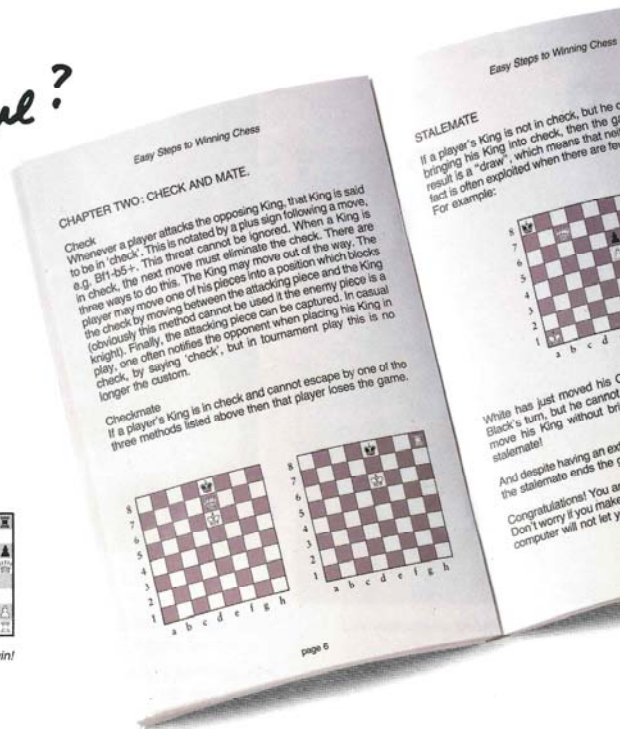 ?
Easy Steps to Winning Chess
CHAPTER TWO: CHECK AND MATE.
Check
Whenever a player attacks the opposing King, that King is said
to be in 'check'. This is notated by a plus sign following a move,
e.g. Bf1-b5+. This threat cannot be ignored. When a King is
in check, the next move must eliminate the check. There are
three ways to do this. The King may move out of the way. The
player may move one of his pieces into a position which blocks
the check by moving between the attacking piece and the King
(obviously this method cannot be used it the enemy piece is a
knight). Finally, the attacking piece can be captured. In casual
play, one often notifies the opponent when placing his King in
check, by saying 'check', but in tournament play this is no
longer the custom.
Checkmate
If a player's King is in check and cannot escape by one of the
three methods listed above then that player loses the game.
8
7
6
5
4
3
2
1
a b c d e f g h
8
7
6
5
4
3
2
1
a b c d e f g h
page 6
Easy Steps to Winning Chess
STALEMATE
If a player's King is not in check, but he
bringing his King into check, then the
result is a "draw", which means that
fact is often exploited when there are
For example:
8
7
6
5
4
3
2
1
a b c d
White has just moved his
Black's turn, but he cannot
move his King without
stalemate!
And despite having an
the stalemate ends the
Congratulations! You
Don't worry if you make
computer will not let